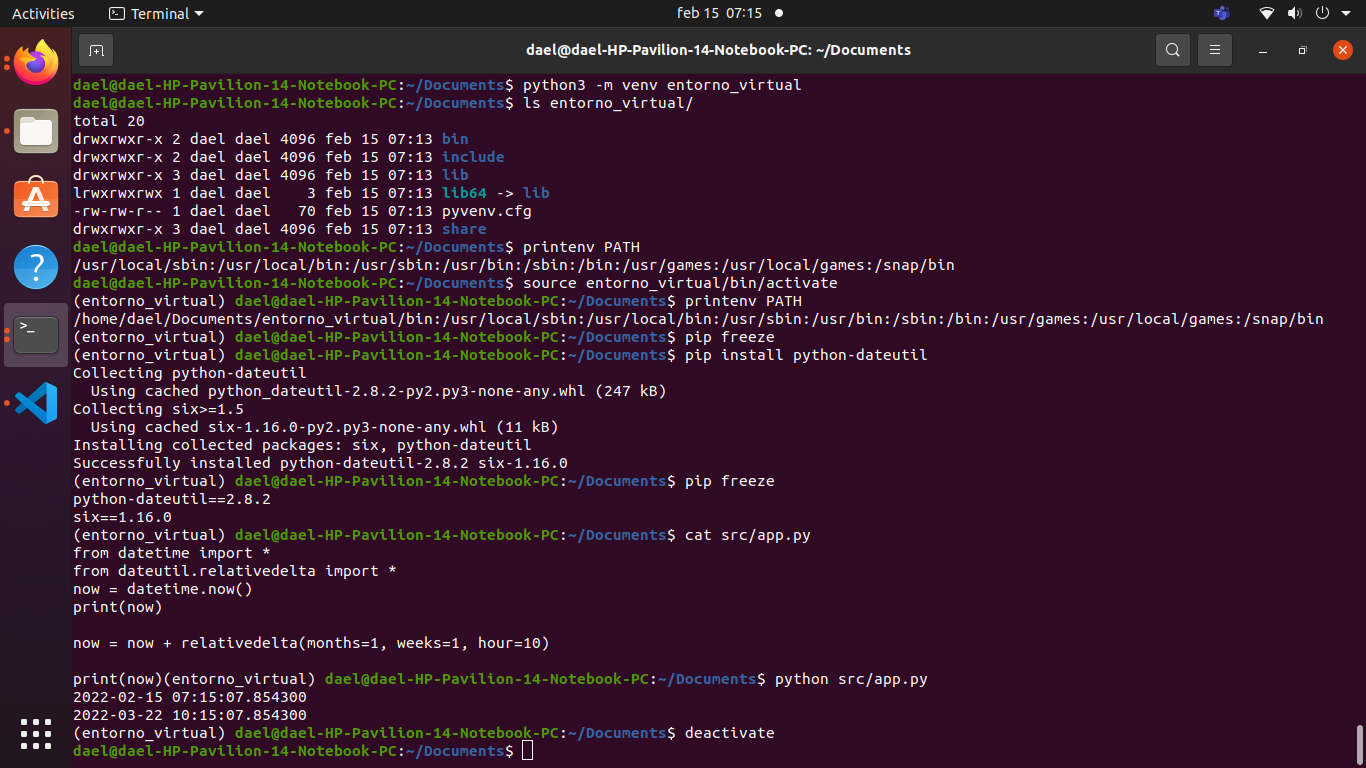 Activities Terminal feb 15 07:15
dael@dael-HP-Pavilion-14-Notebook-PC: ~/Documents
dael@dael-HP-Pavilion-14-Notebook-PC:~/Documents$ python3 -m venv entorno_virtual
dael@dael-HP-Pavilion-14-Notebook-PC:~/Documents$ ls entorno_virtual/
total 20
drwxrwxr-x 2 dael dael 4096 feb 15 07:13 bin
drwxrwxr-x 2 dael dael 4096 feb 15 07:13 include
drwxrwxr-x 3 dael dael 4096 feb 15 07:13 lib
lrwxrwxrwx 1 dael dael    3 feb 15 07:13 lib64 -> lib
-rw-rw-r-- 1 dael dael   70 feb 15 07:13 pyvenv.cfg
drwxrwxr-x 3 dael dael 4096 feb 15 07:13 share
dael@dael-HP-Pavilion-14-Notebook-PC:~/Documents$ printenv PATH
/usr/local/sbin:/usr/local/bin:/usr/sbin:/usr/bin:/sbin:/bin:/usr/games:/usr/local/games:/snap/bin
dael@dael-HP-Pavilion-14-Notebook-PC:~/Documents$ source entorno_virtual/bin/activate
(entorno_virtual) dael@dael-HP-Pavilion-14-Notebook-PC:~/Documents$ printenv PATH
/home/dael/Documents/entorno_virtual/bin:/usr/local/sbin:/usr/local/bin:/usr/sbin:/usr/bin:/sbin:/bin:/usr/games:/usr/local/games:/snap/bin
(entorno_virtual) dael@dael-HP-Pavilion-14-Notebook-PC:~/Documents$ pip freeze
(entorno_virtual) dael@dael-HP-Pavilion-14-Notebook-PC:~/Documents$ pip install python-dateutil
Collecting python-dateutil
  Using cached python_dateutil-2.8.2-py2.py3-none-any.whl (247 kB)
Collecting six>=1.5
  Using cached six-1.16.0-py2.py3-none-any.whl (11 kB)
Installing collected packages: six, python-dateutil
Successfully installed python-dateutil-2.8.2 six-1.16.0
(entorno_virtual) dael@dael-HP-Pavilion-14-Notebook-PC:~/Documents$ pip freeze
python-dateutil==2.8.2
six==1.16.0
(entorno_virtual) dael@dael-HP-Pavilion-14-Notebook-PC:~/Documents$ cat src/app.py
from datetime import *
from dateutil.relativedelta import *
now = datetime.now()
print(now)

now = now + relativedelta(months=1, weeks=1, hour=10)

print(now)(entorno_virtual) dael@dael-HP-Pavilion-14-Notebook-PC:~/Documents$ python src/app.py
2022-02-15 07:15:07.854300
2022-03-22 10:15:07.854300
(entorno_virtual) dael@dael-HP-Pavilion-14-Notebook-PC:~/Documents$ deactivate
dael@dael-HP-Pavilion-14-Notebook-PC:~/Documents$